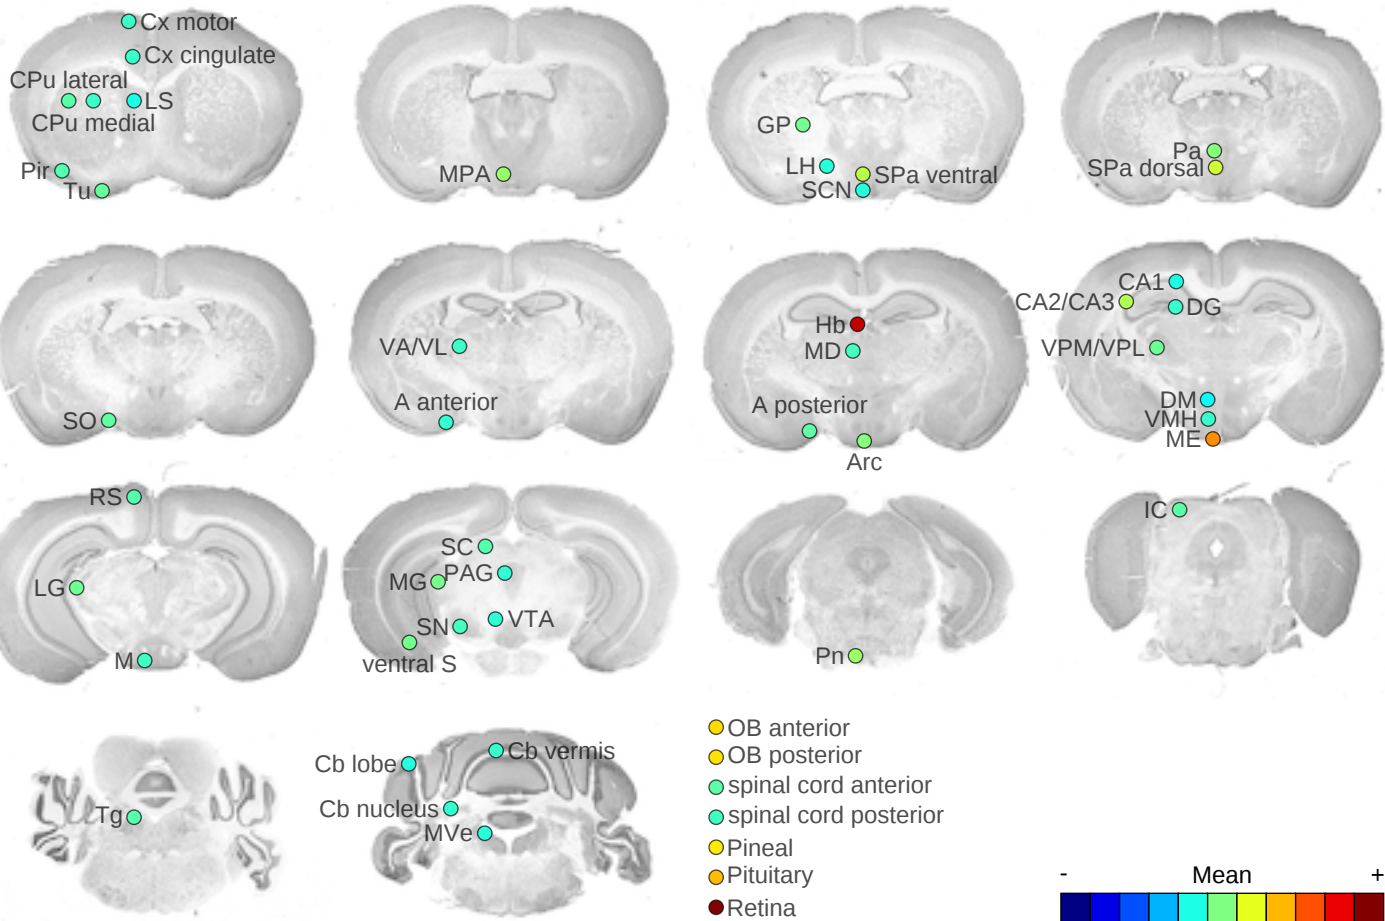 Cx motor
Cx cingulate
CPu lateral
LS
CPu medial
Pir
Tu
MPA
GP
LH
SPa ventral
SCN
Pa
SPa dorsal
SO
VA/VL
A anterior
Hb
MD
A posterior
Arc
CA1
CA2/CA3
DG
VPM/VPL
DM
VMH
ME
RS
LG
M
SC
PAG
MG
VTA
SN
ventral S
Pn
IC
Tg
Cb vermis
Cb lobe
Cb nucleus
MVe
OB anterior
OB posterior
spinal cord anterior
spinal cord posterior
Pineal
Pituitary
Retina
- Mean +